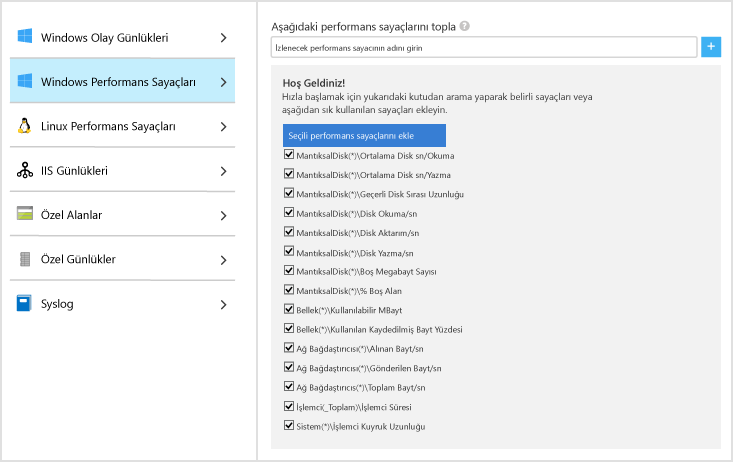 Windows Olay Günlükleri
Windows Performans Sayaçları
Linux Performans Sayaçları
IIS Günlükleri
Özel Alanlar
Özel Günlükler
Syslog
Aşağıdaki performans sayaçlarını topla ?
İzlenecek performans sayacının adını girin
+
Hoş Geldiniz!
Hızla başlamak için yukarıdaki kutudan arama yaparak belirli sayaçları veya
aşağıdan sık kullanılan sayaçları ekleyin.
Seçili performans sayaçlarını ekle
MantıksalDisk(*)\Ortalama Disk sn/Okuma
MantıksalDisk(*)\Ortalama Disk sn/Yazma
MantıksalDisk(*)\Geçerli Disk Sırası Uzunluğu
MantıksalDisk(*)\Disk Okuma/sn
MantıksalDisk(*)\Disk Aktarım/sn
MantıksalDisk(*)\Disk Yazma/sn
MantıksalDisk(*)\Boş Megabayt Sayısı
MantıksalDisk(*)\% Boş Alan
Bellek(*)\Kullanılabilir MBayt
Bellek(*)\Kullanılan Kaydedilmiş Bayt Yüzdesi
Ağ Bağdaştırıcısı(*)\Alınan Bayt/sn
Ağ Bağdaştırıcısı(*)\Gönderilen Bayt/sn
Ağ Bağdaştırıcıs(*)\Toplam Bayt/sn
İşlemci(_Toplam)\İşlemci Süresi
Sistem(*)\İşlemci Kuyruk Uzunluğu